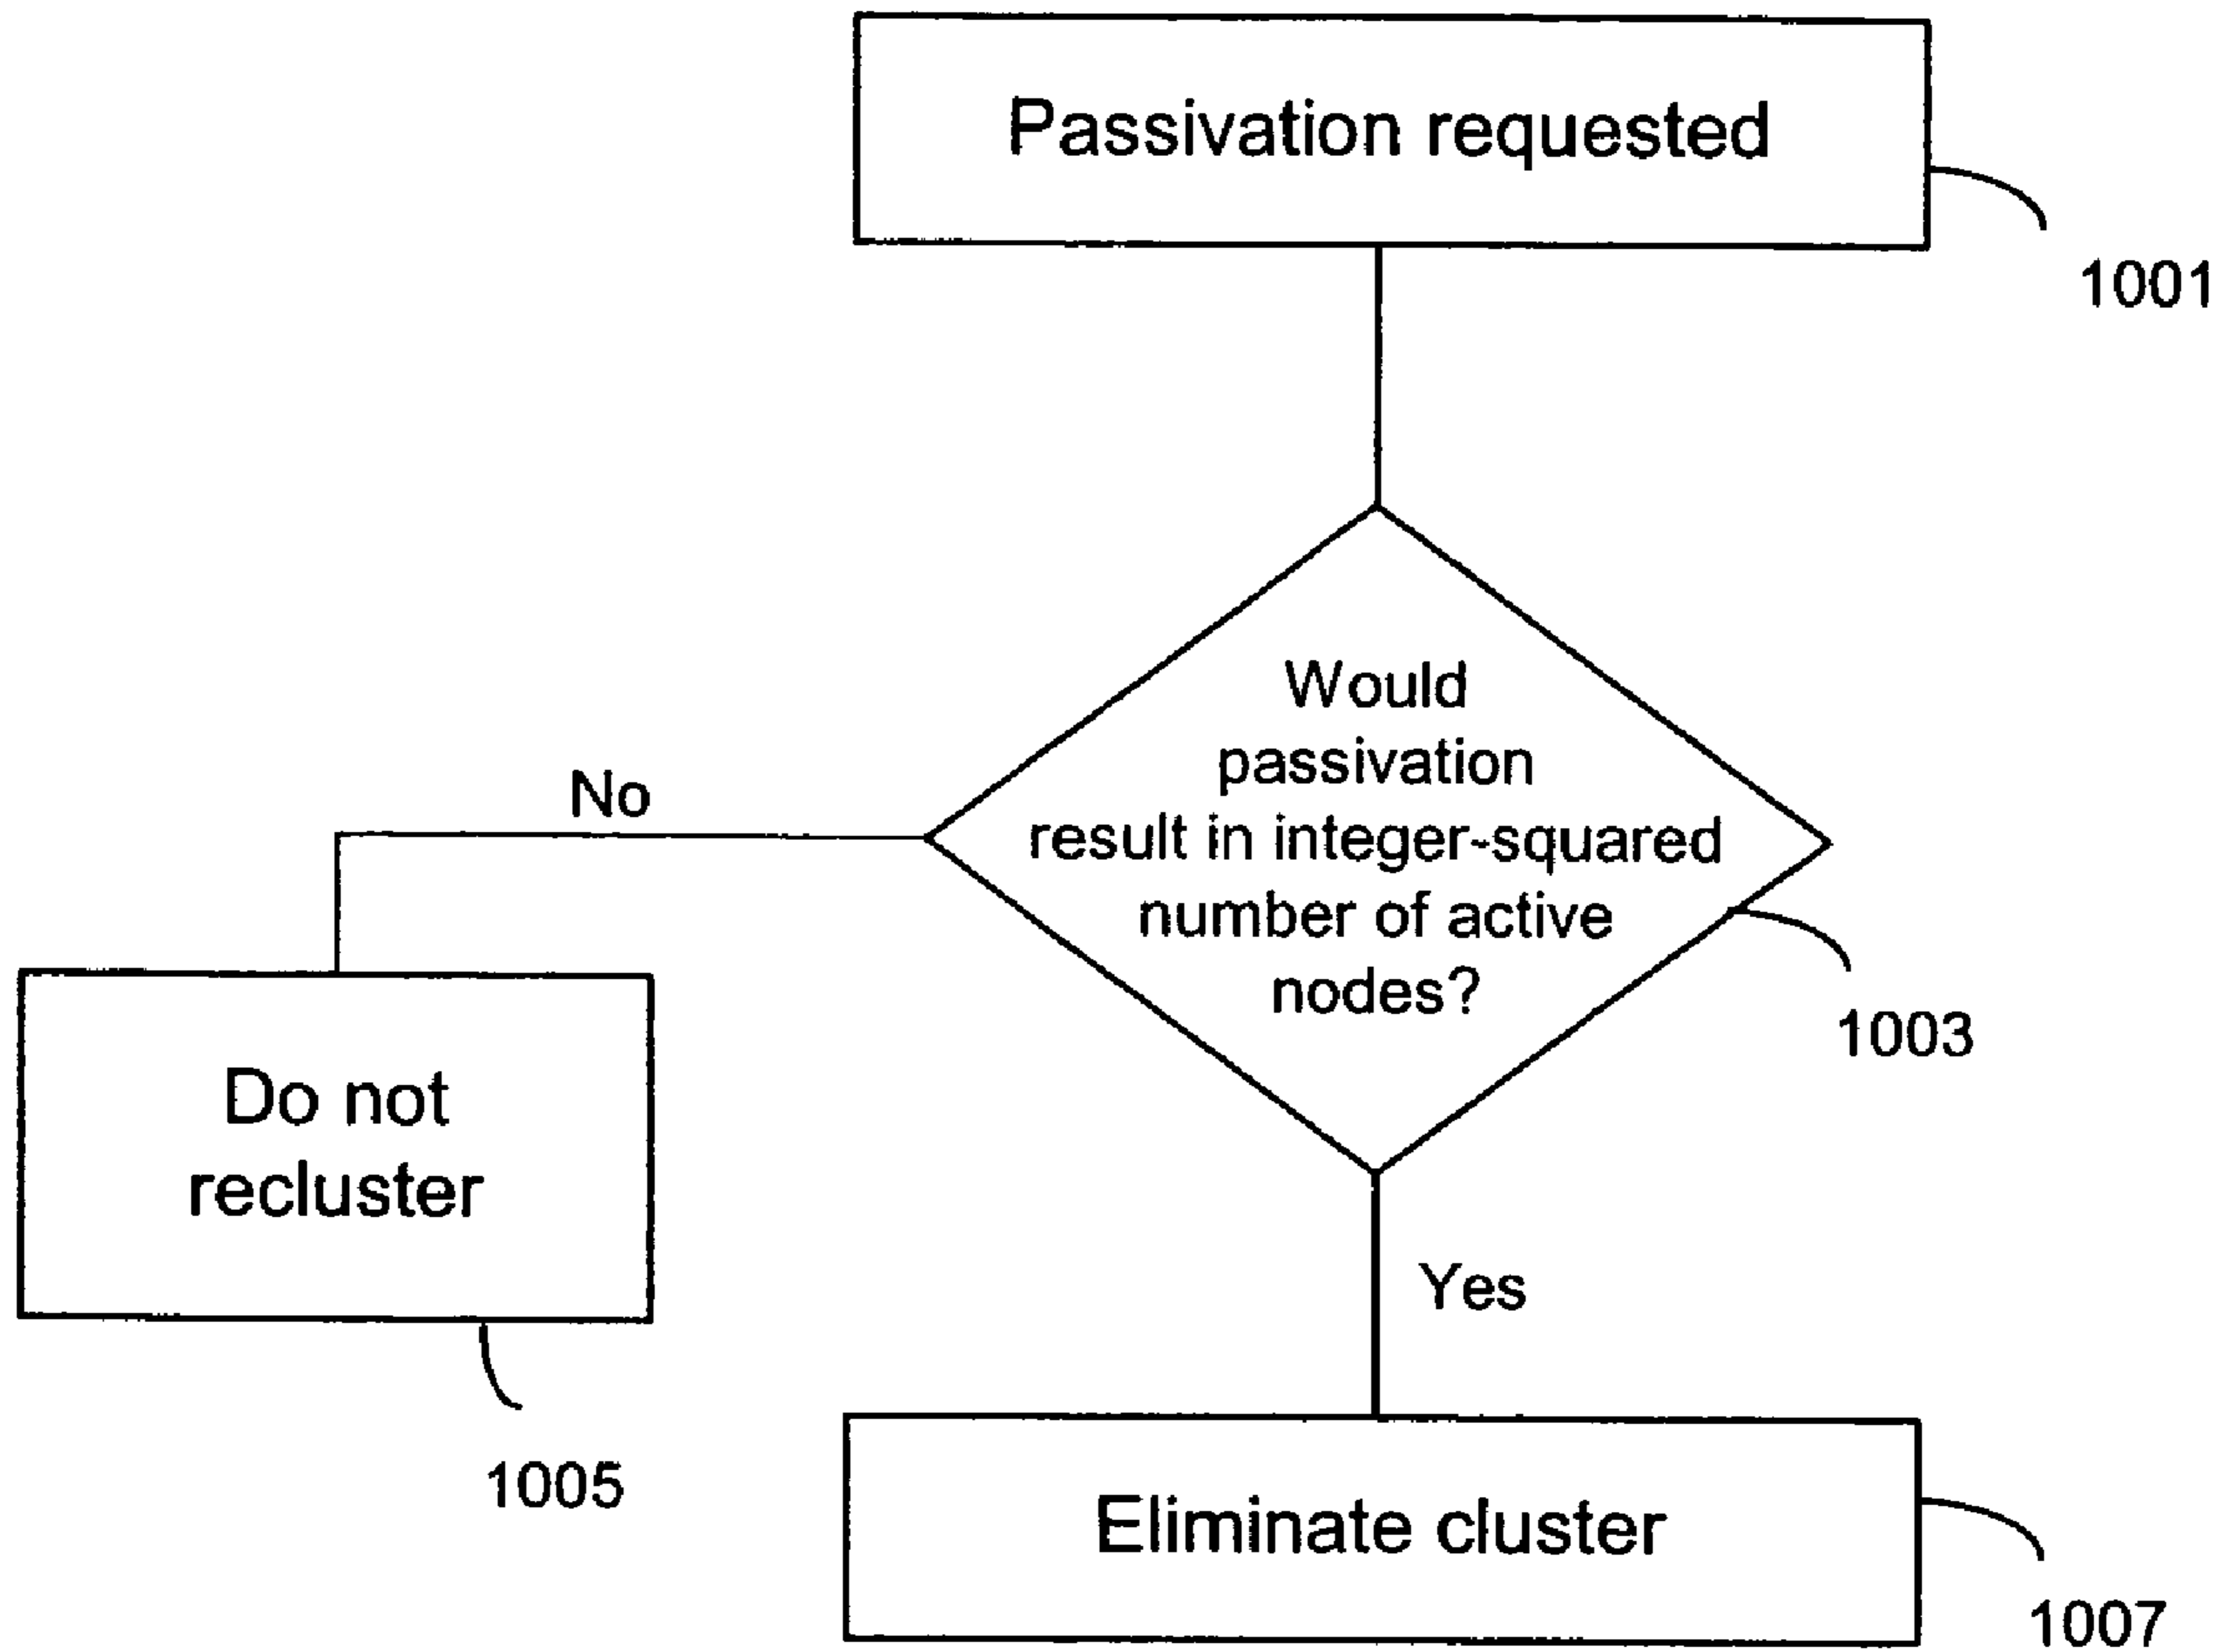 Passivation requested
1001
Would
passivation
result in integer-squared
number of active
nodes?
1003
No
Do not
recluster
1005
Yes
Eliminate cluster
1007